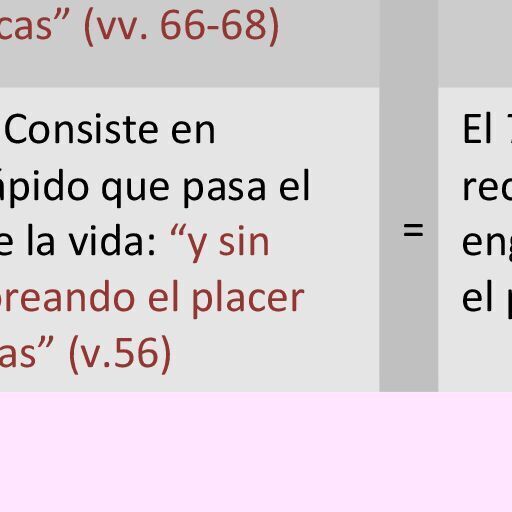 cas” (vv. 66-68)
Consiste en
ápido que pasa el
e la vida: “y sin
oreando el placer
as” (v.56)
=
El 7
rec
eng
el p